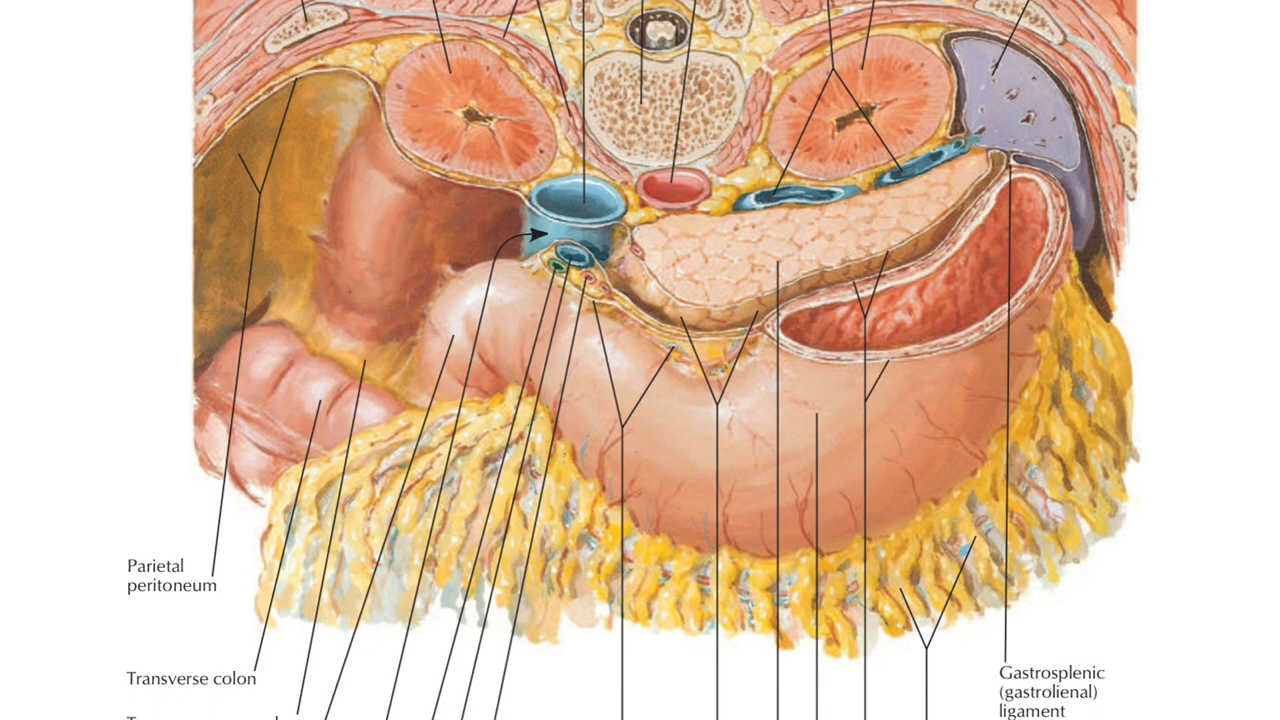 Parietal
peritoneum
Transverse colon
Gastrosplenic
(gastrolienal)
ligament